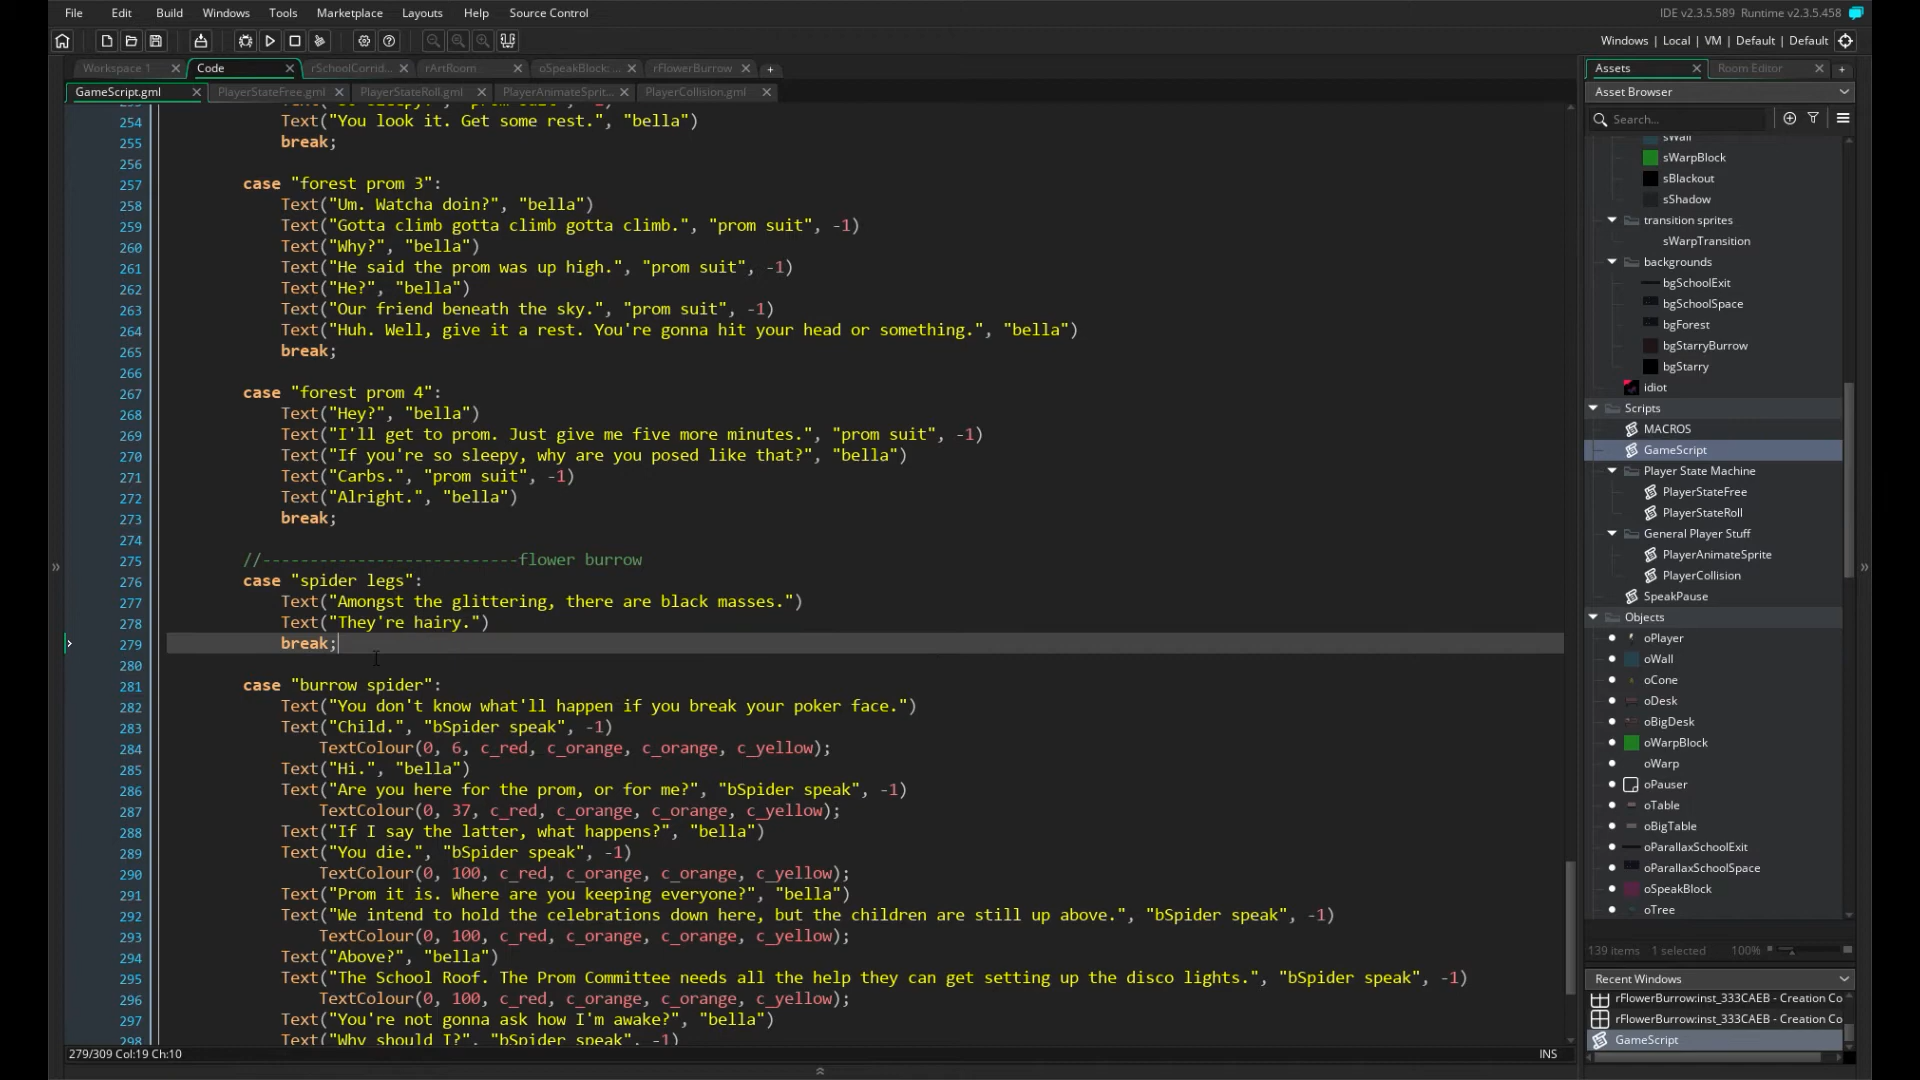 File Edit Build Windows Tools Marketplace Layouts Help Source Control
IDE v2.3.5.589 Runtime v2.3.5.458
Windows | Local | VM | Default | Default
Workspace 1 Code rSchoolCorrid... rArtRoom oSpeakBlock: ... rFlowerBurrow +
GameScript.gml PlayerStateFree.gml PlayerStateRoll.gml PlayerAnimateSprit... PlayerCollision.gml
254 Text("You look it. Get some rest.", "bella")
255 break;
256
257 case "forest prom 3":
258 Text("Um. Watcha doin?", "bella")
259 Text("Gotta climb gotta climb gotta climb.", "prom suit", -1)
260 Text("Why?", "bella")
261 Text("He said the prom was up high.", "prom suit", -1)
262 Text("He?", "bella")
263 Text("Our friend beneath the sky.", "prom suit", -1)
264 Text("Huh. Well, give it a rest. You're gonna hit your head or something.", "bella")
265 break;
266
267 case "forest prom 4":
268 Text("Hey?", "bella")
269 Text("I'll get to prom. Just give me five more minutes.", "prom suit", -1)
270 Text("If you're so sleepy, why are you posed like that?", "bella")
271 Text("Carbs.", "prom suit", -1)
272 Text("Alright.", "bella")
273 break;
274
275 //---------------------------flower burrow
276 case "spider legs":
277 Text("Amongst the glittering, there are black masses.")
278 Text("They're hairy.")
279 break;
280
281 case "burrow spider":
282 Text("You don't know what'll happen if you break your poker face.")
283 Text("Child.", "bSpider speak", -1)
284 TextColour(0, 6, c_red, c_orange, c_orange, c_yellow);
285 Text("Hi.", "bella")
286 Text("Are you here for the prom, or for me?", "bSpider speak", -1)
287 TextColour(0, 37, c_red, c_orange, c_orange, c_yellow);
288 Text("If I say the latter, what happens?", "bella")
289 Text("You die.", "bSpider speak", -1)
290 TextColour(0, 100, c_red, c_orange, c_orange, c_yellow);
291 Text("Prom it is. Where are you keeping everyone?", "bella")
292 Text("We intend to hold the celebrations down here, but the children are still up above.", "bSpider speak", -1)
293 TextColour(0, 100, c_red, c_orange, c_orange, c_yellow);
294 Text("Above?", "bella")
295 Text("The School Roof. The Prom Committee needs all the help they can get setting up the disco lights.", "bSpider speak", -1)
296 TextColour(0, 100, c_red, c_orange, c_orange, c_yellow);
297 Text("You're not gonna ask how I'm awake?", "bella")
298 Text("Why should I?", "bSpider speak", -1)
279/309 Col:19 Ch:10
INS
Assets Room Editor +
Asset Browser
Search...
sWall
sWarpBlock
sBlackout
sShadow
transition sprites
sWarpTransition
backgrounds
bgSchoolExit
bgSchoolSpace
bgForest
bgStarryBurrow
bgStarry
idiot
Scripts
MACROS
GameScript
Player State Machine
PlayerStateFree
PlayerStateRoll
General Player Stuff
PlayerAnimateSprite
PlayerCollision
SpeakPause
Objects
oPlayer
oWall
oCone
oDesk
oBigDesk
oWarpBlock
oWarp
oPauser
oTable
oBigTable
oParallaxSchoolExit
oParallaxSchoolSpace
oSpeakBlock
oTree
139 items 1 selected 100%
Recent Windows
rFlowerBurrow:inst_333CAEB - Creation Co
rFlowerBurrow:inst_333CAEB - Creation Co
GameScript